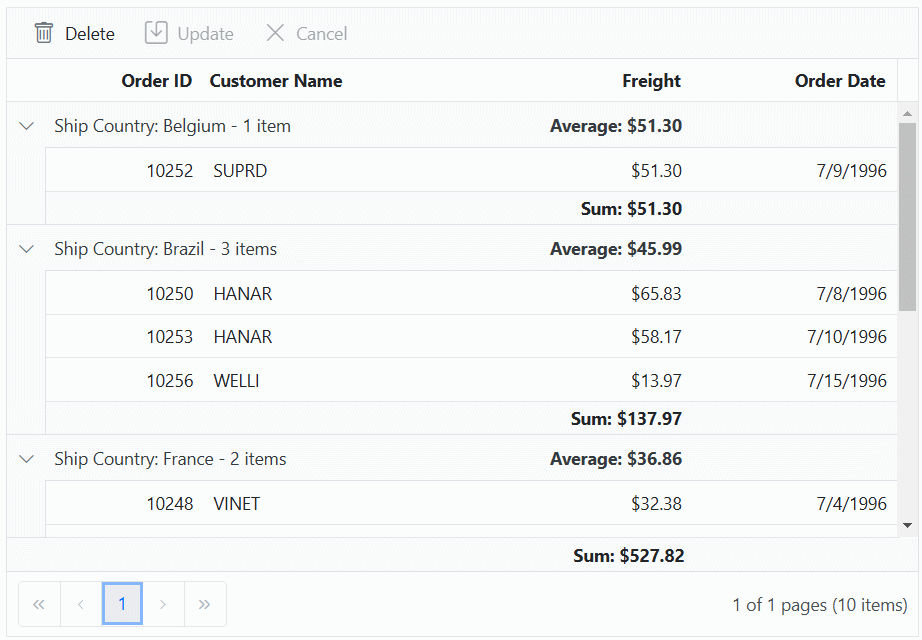 Delete Update Cancel
Order ID Customer Name Freight Order Date
Ship Country: Belgium - 1 item Average: $51.30
10252 SUPRD $51.30 7/9/1996
Sum: $51.30
Ship Country: Brazil - 3 items Average: $45.99
10250 HANAR $65.83 7/8/1996
10253 HANAR $58.17 7/10/1996
10256 WELLI $13.97 7/15/1996
Sum: $137.97
Ship Country: France - 2 items Average: $36.86
10248 VINET $32.38 7/4/1996
Sum: $527.82
1 1 of 1 pages (10 items)